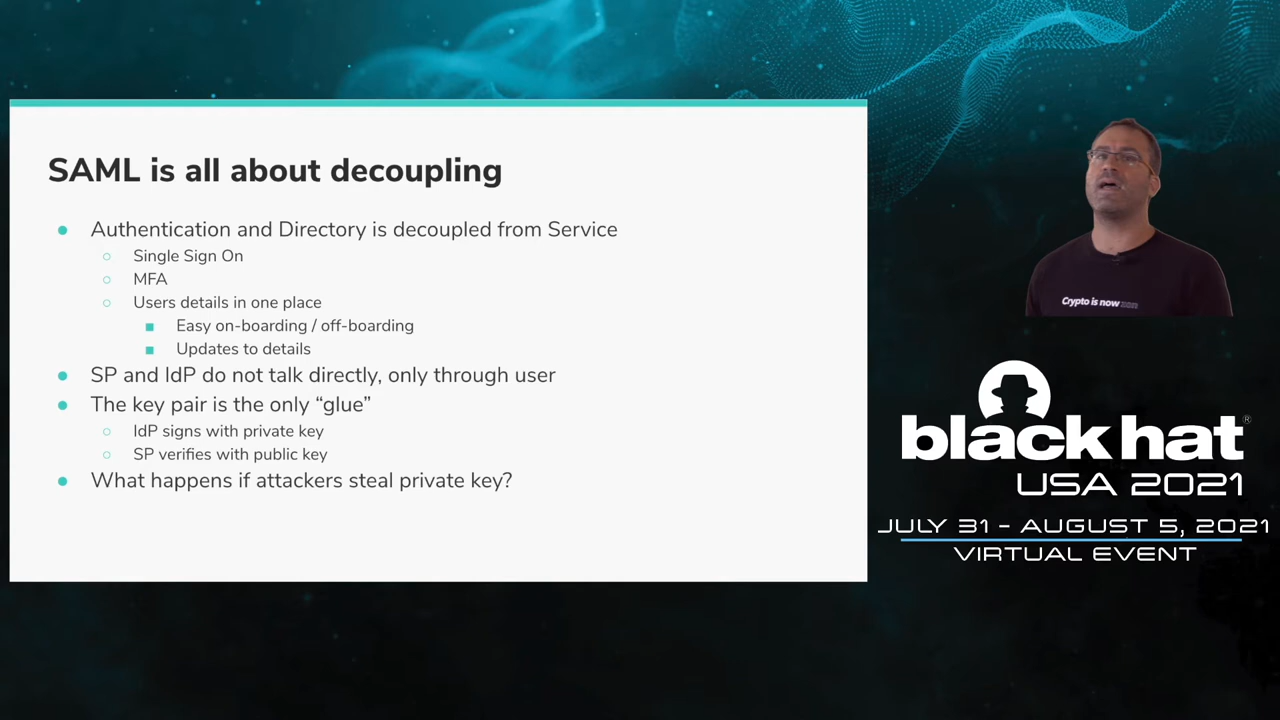 SAML is all about decoupling
● Authentication and Directory is decoupled from Service
○ Single Sign On
○ MFA
○ Users details in one place
■ Easy on-boarding / off-boarding
■ Updates to details
● SP and IdP do not talk directly, only through user
● The key pair is the only “glue”
○ IdP signs with private key
○ SP verifies with public key
● What happens if attackers steal private key?
Crypto is now
black hat®
USA 2021
JULY 31 - AUGUST 5, 2021
VIRTUAL EVENT